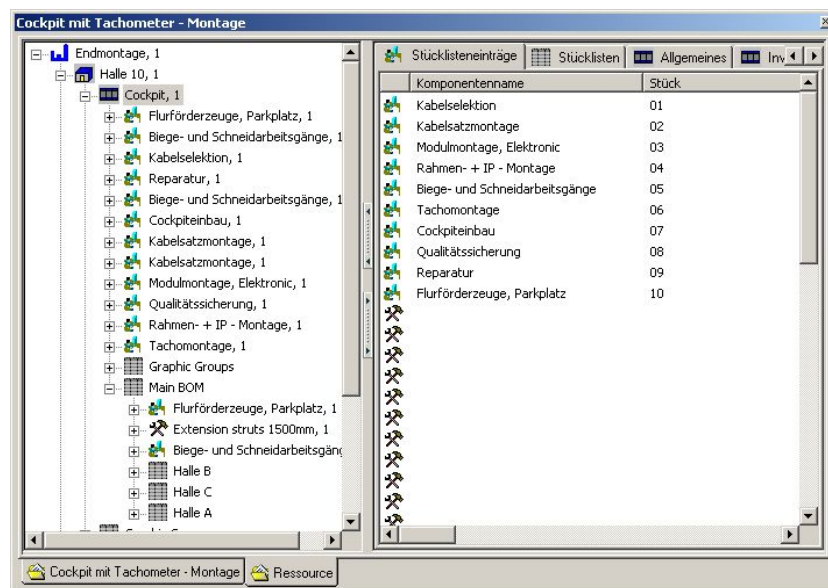 Cockpit mit Tachometer - Montage
Endmontage, 1
Halle 10, 1
Cockpit, 1
Flurförderzeuge, Parkplatz, 1
Biege- und Schneidarbeitsgänge, 1
Kabelselektion, 1
Reparatur, 1
Biege- und Schneidarbeitsgänge, 1
Cockpiteinbau, 1
Kabelsatzmontage, 1
Kabelsatzmontage, 1
Modulmontage, Elektronic, 1
Qualitätssicherung, 1
Rahmen- + IP - Montage, 1
Tachomontage, 1
Graphic Groups
Main BOM
Flurförderzeuge, Parkplatz, 1
Extension struts 1500mm, 1
Biege- und Schneidarbeitsgäng
Halle B
Halle C
Halle A
Stücklisteneinträge Stücklisten Allgemeines Inv
Komponentenname Stück
Kabelselektion 01
Kabelsatzmontage 02
Modulmontage, Elektronic 03
Rahmen- + IP - Montage 04
Biege- und Schneidarbeitsgänge 05
Tachomontage 06
Cockpiteinbau 07
Qualitätssicherung 08
Reparatur 09
Flurförderzeuge, Parkplatz 10
Cockpit mit Tachometer - Montage Ressource